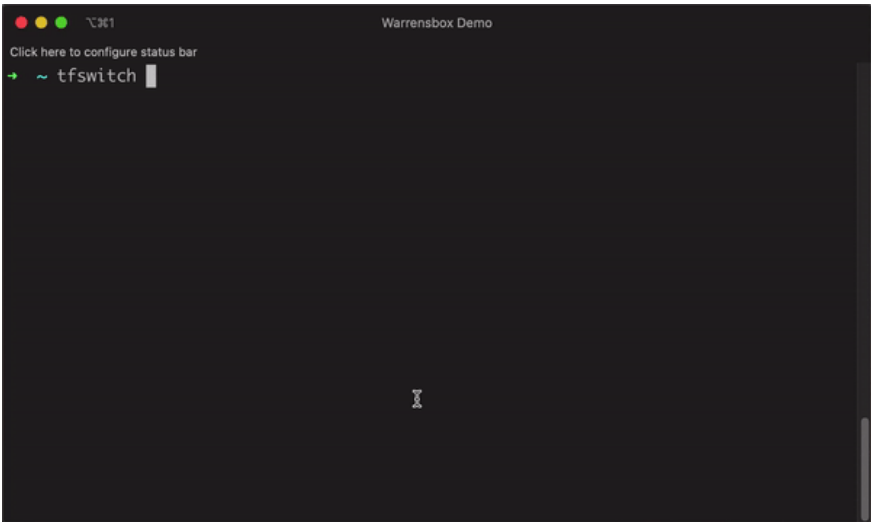 ⌥⌘1 Warrensbox Demo
Click here to configure status bar
➜ ~ tfswitch